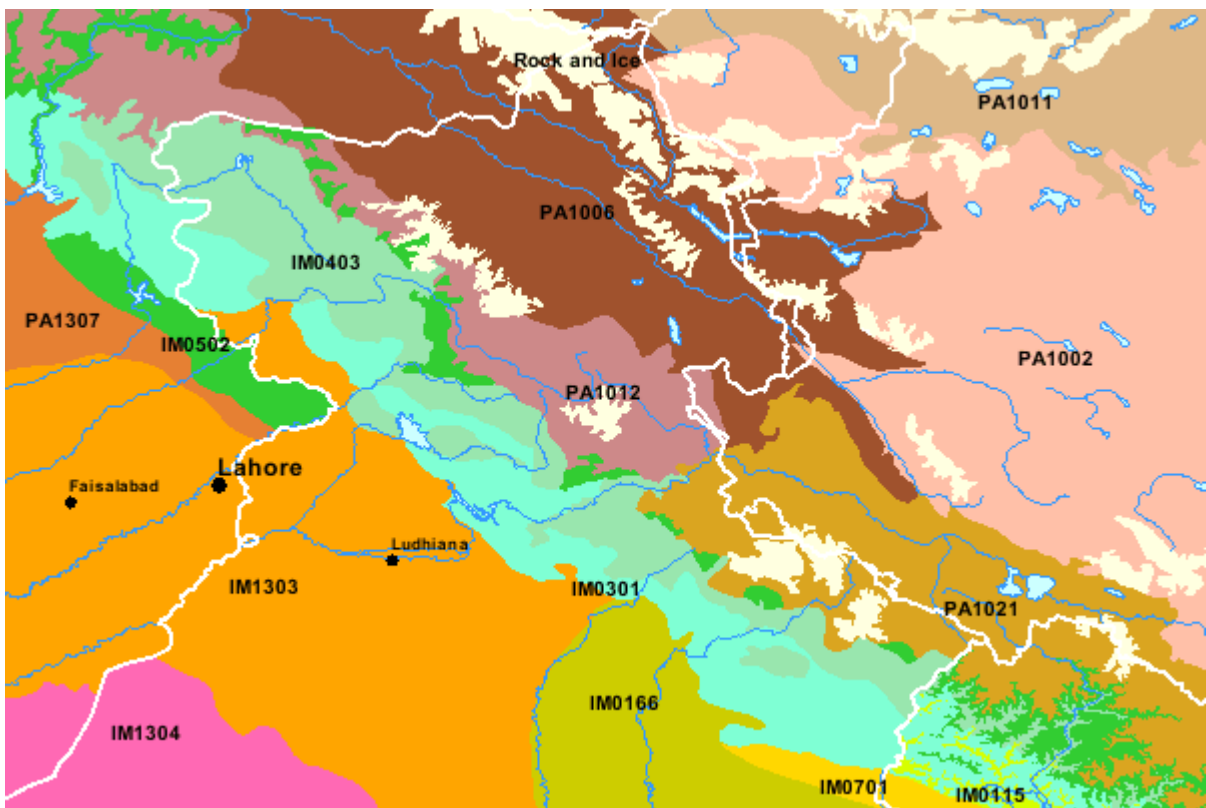 Rock and Ice
PA1011
PA1006
IM0403
PA1307
IM0502
PA1002
PA1012
Lahore
Faisalabad
Ludhiana
IM1303
IM0301
PA1021
IM0166
IM1304
IM0701
IM0115